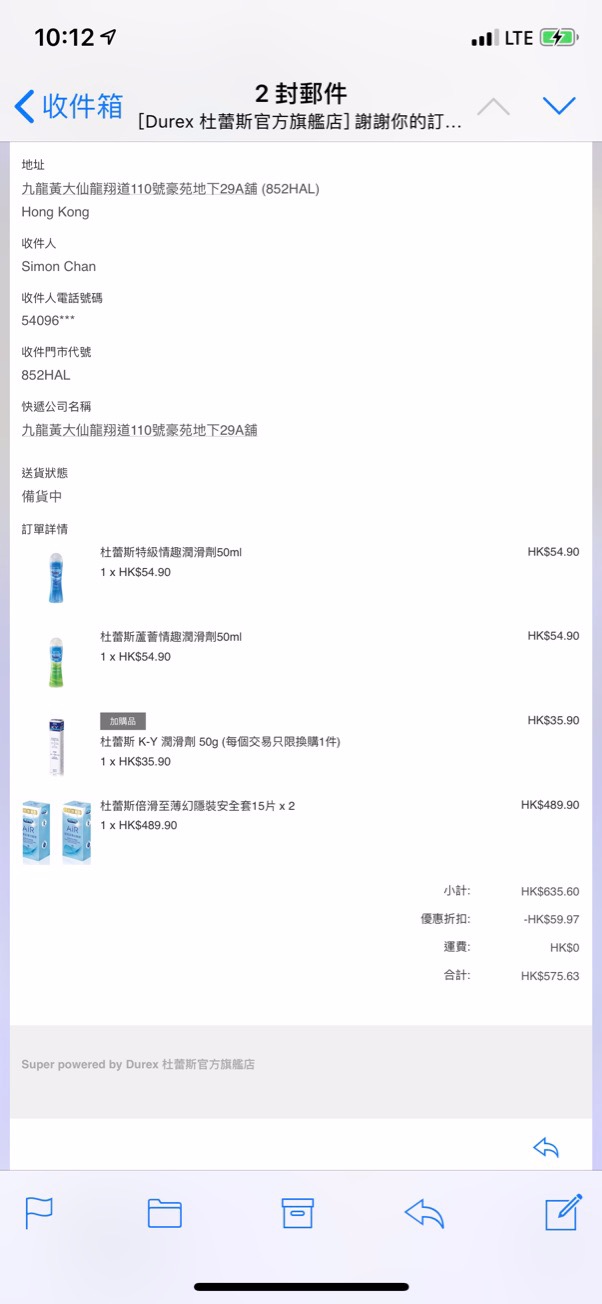 10:12
LTE
收件箱
2 封郵件
[Durex 杜蕾斯官方旗艦店] 謝謝你的訂…
地址
九龍黃大仙龍翔道110號豪苑地下29A舖 (852HAL)
Hong Kong
收件人
Simon Chan
收件人電話號碼
54096***
收件門市代號
852HAL
快遞公司名稱
九龍黃大仙龍翔道110號豪苑地下29A舖
送貨狀態
備貨中
訂單詳情
杜蕾斯特級情趣潤滑劑50ml HK$54.90
1 x HK$54.90
杜蕾斯蘆薈情趣潤滑劑50ml HK$54.90
1 x HK$54.90
加購品 HK$35.90
杜蕾斯 K-Y 潤滑劑 50g (每個交易只限換購1件)
1 x HK$35.90
杜蕾斯倍滑至薄幻隱裝安全套15片 x 2 HK$489.90
1 x HK$489.90
AIR
AIR
小計: HK$635.60
優惠折扣: -HK$59.97
運費: HK$0
合計: HK$575.63
Super powered by Durex 杜蕾斯官方旗艦店